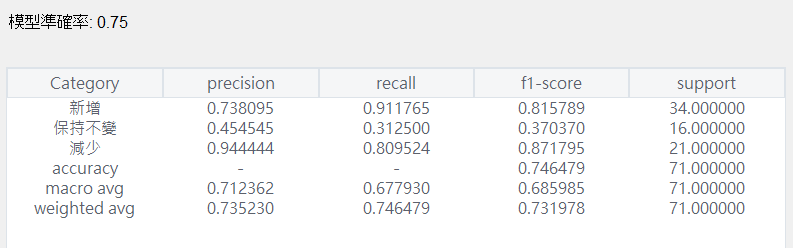 模型準確率: 0.75
Category precision recall f1-score support
新增 0.738095 0.911765 0.815789 34.000000
保持不變 0.454545 0.312500 0.370370 16.000000
減少 0.944444 0.809524 0.871795 21.000000
accuracy - - 0.746479 71.000000
macro avg 0.712362 0.677930 0.685985 71.000000
weighted avg 0.735230 0.746479 0.731978 71.000000